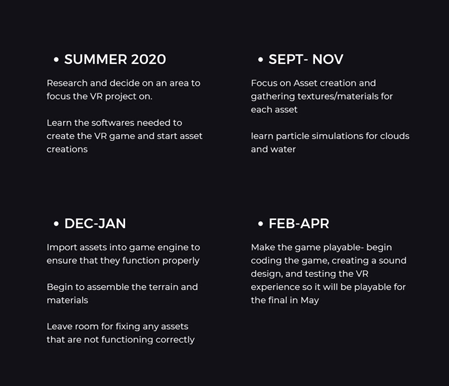 • SUMMER 2020
Research and decide on an area to
focus the VR project on.
Learn the softwares needed to
create the VR game and start asset
creations
• SEPT- NOV
Focus on Asset creation and
gathering textures/materials for
each asset
learn particle simulations for clouds
and water
• DEC-JAN
Import assets into game engine to
ensure that they function properly
Begin to assemble the terrain and
materials
Leave room for fixing any assets
that are not functioning correctly
• FEB-APR
Make the game playable- begin
coding the game, creating a sound
design, and testing the VR
experience so it will be playable for
the final in May